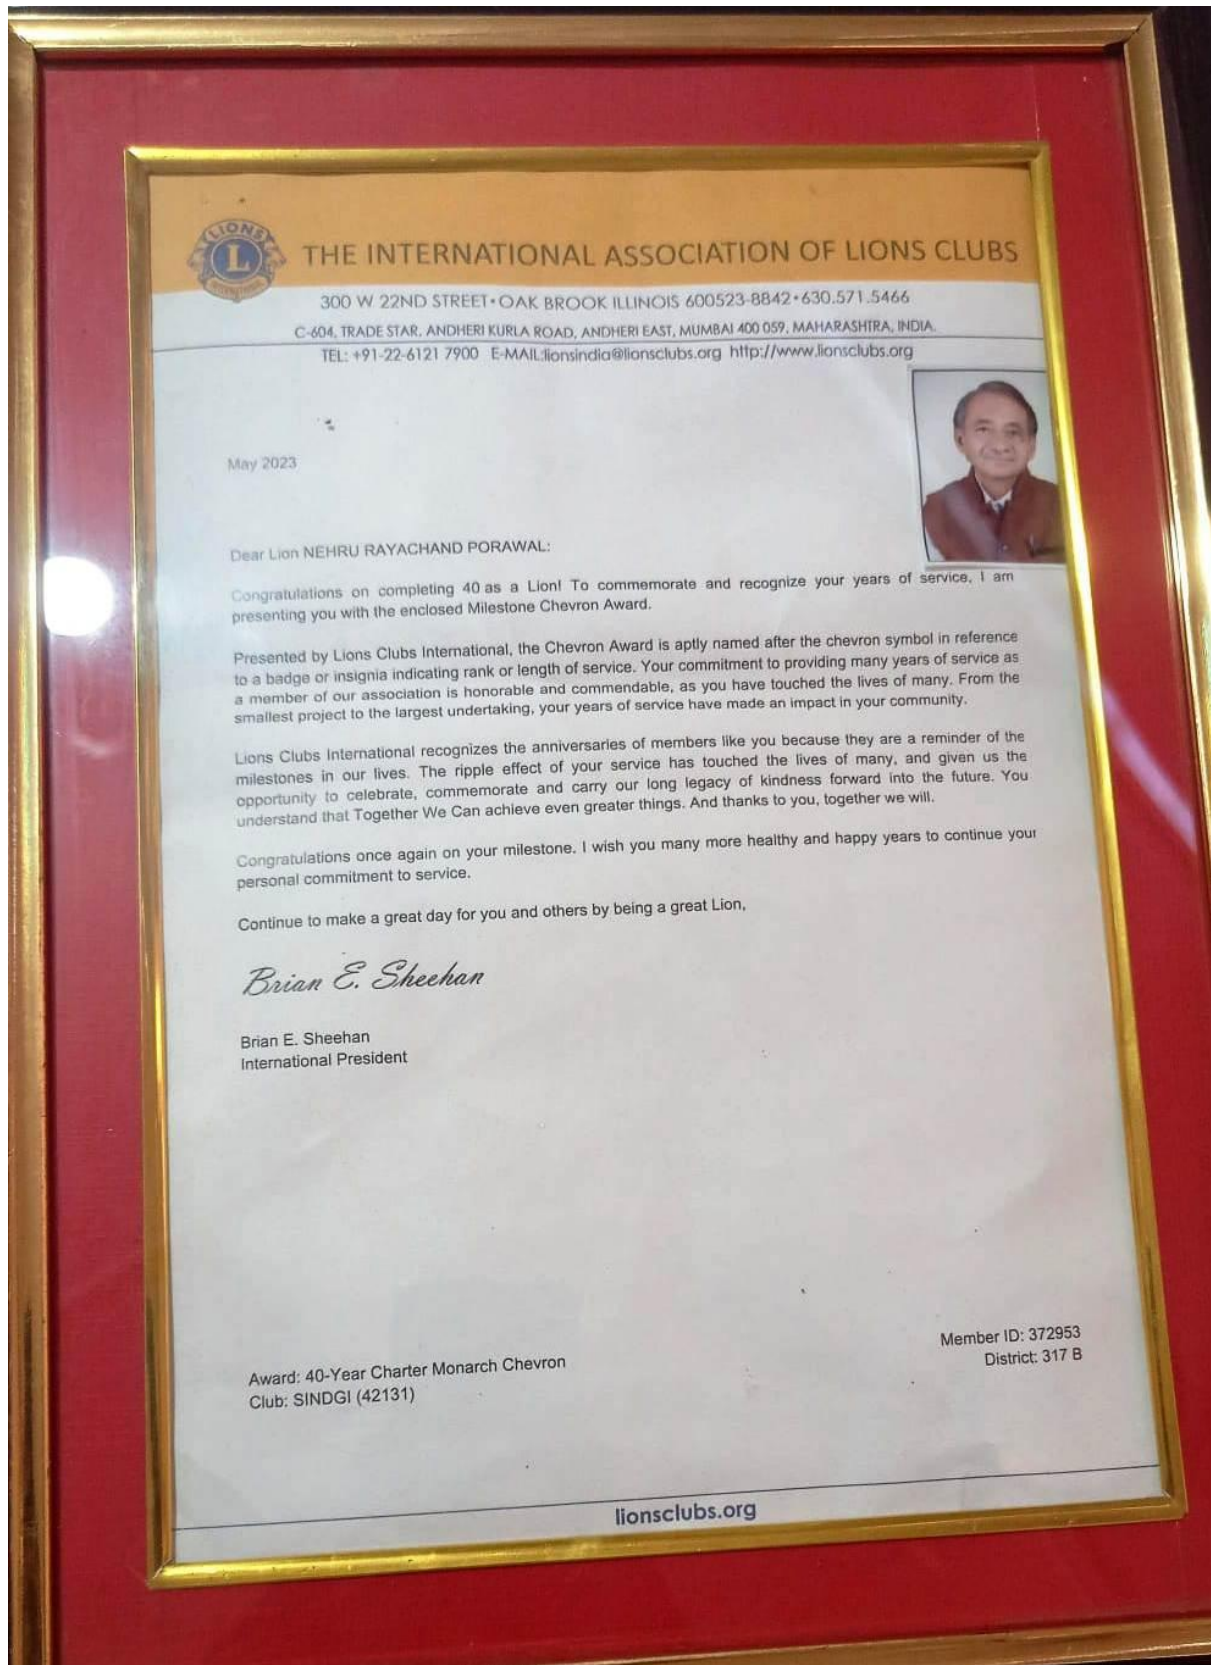 LIONS
L
INTERNATIONAL
THE INTERNATIONAL ASSOCIATION OF LIONS CLUBS
300 W 22ND STREET•OAK BROOK ILLINOIS 600523-8842•630.571.5466
C-604, TRADE STAR, ANDHERI KURLA ROAD, ANDHERI EAST, MUMBAI 400 059, MAHARASHTRA, INDIA.
TEL: +91-22-6121 7900 E-MAIL:lionsindia@lionsclubs.org http://www.lionsclubs.org
May 2023
Dear Lion NEHRU RAYACHAND PORAWAL:
Congratulations on completing 40 as a Lion! To commemorate and recognize your years of service, I am
presenting you with the enclosed Milestone Chevron Award.
Presented by Lions Clubs International, the Chevron Award is aptly named after the chevron symbol in reference
to a badge or insignia indicating rank or length of service. Your commitment to providing many years of service as
a member of our association is honorable and commendable, as you have touched the lives of many. From the
smallest project to the largest undertaking, your years of service have made an impact in your community.
Lions Clubs International recognizes the anniversaries of members like you because they are a reminder of the
milestones in our lives. The ripple effect of your service has touched the lives of many, and given us the
opportunity to celebrate, commemorate and carry our long legacy of kindness forward into the future. You
understand that Together We Can achieve even greater things. And thanks to you, together we will.
Congratulations once again on your milestone. I wish you many more healthy and happy years to continue your
personal commitment to service.
Continue to make a great day for you and others by being a great Lion,
Brian E. Sheehan
Brian E. Sheehan
International President
Member ID: 372953
District: 317 B
Award: 40-Year Charter Monarch Chevron
Club: SINDGI (42131)
lionsclubs.org